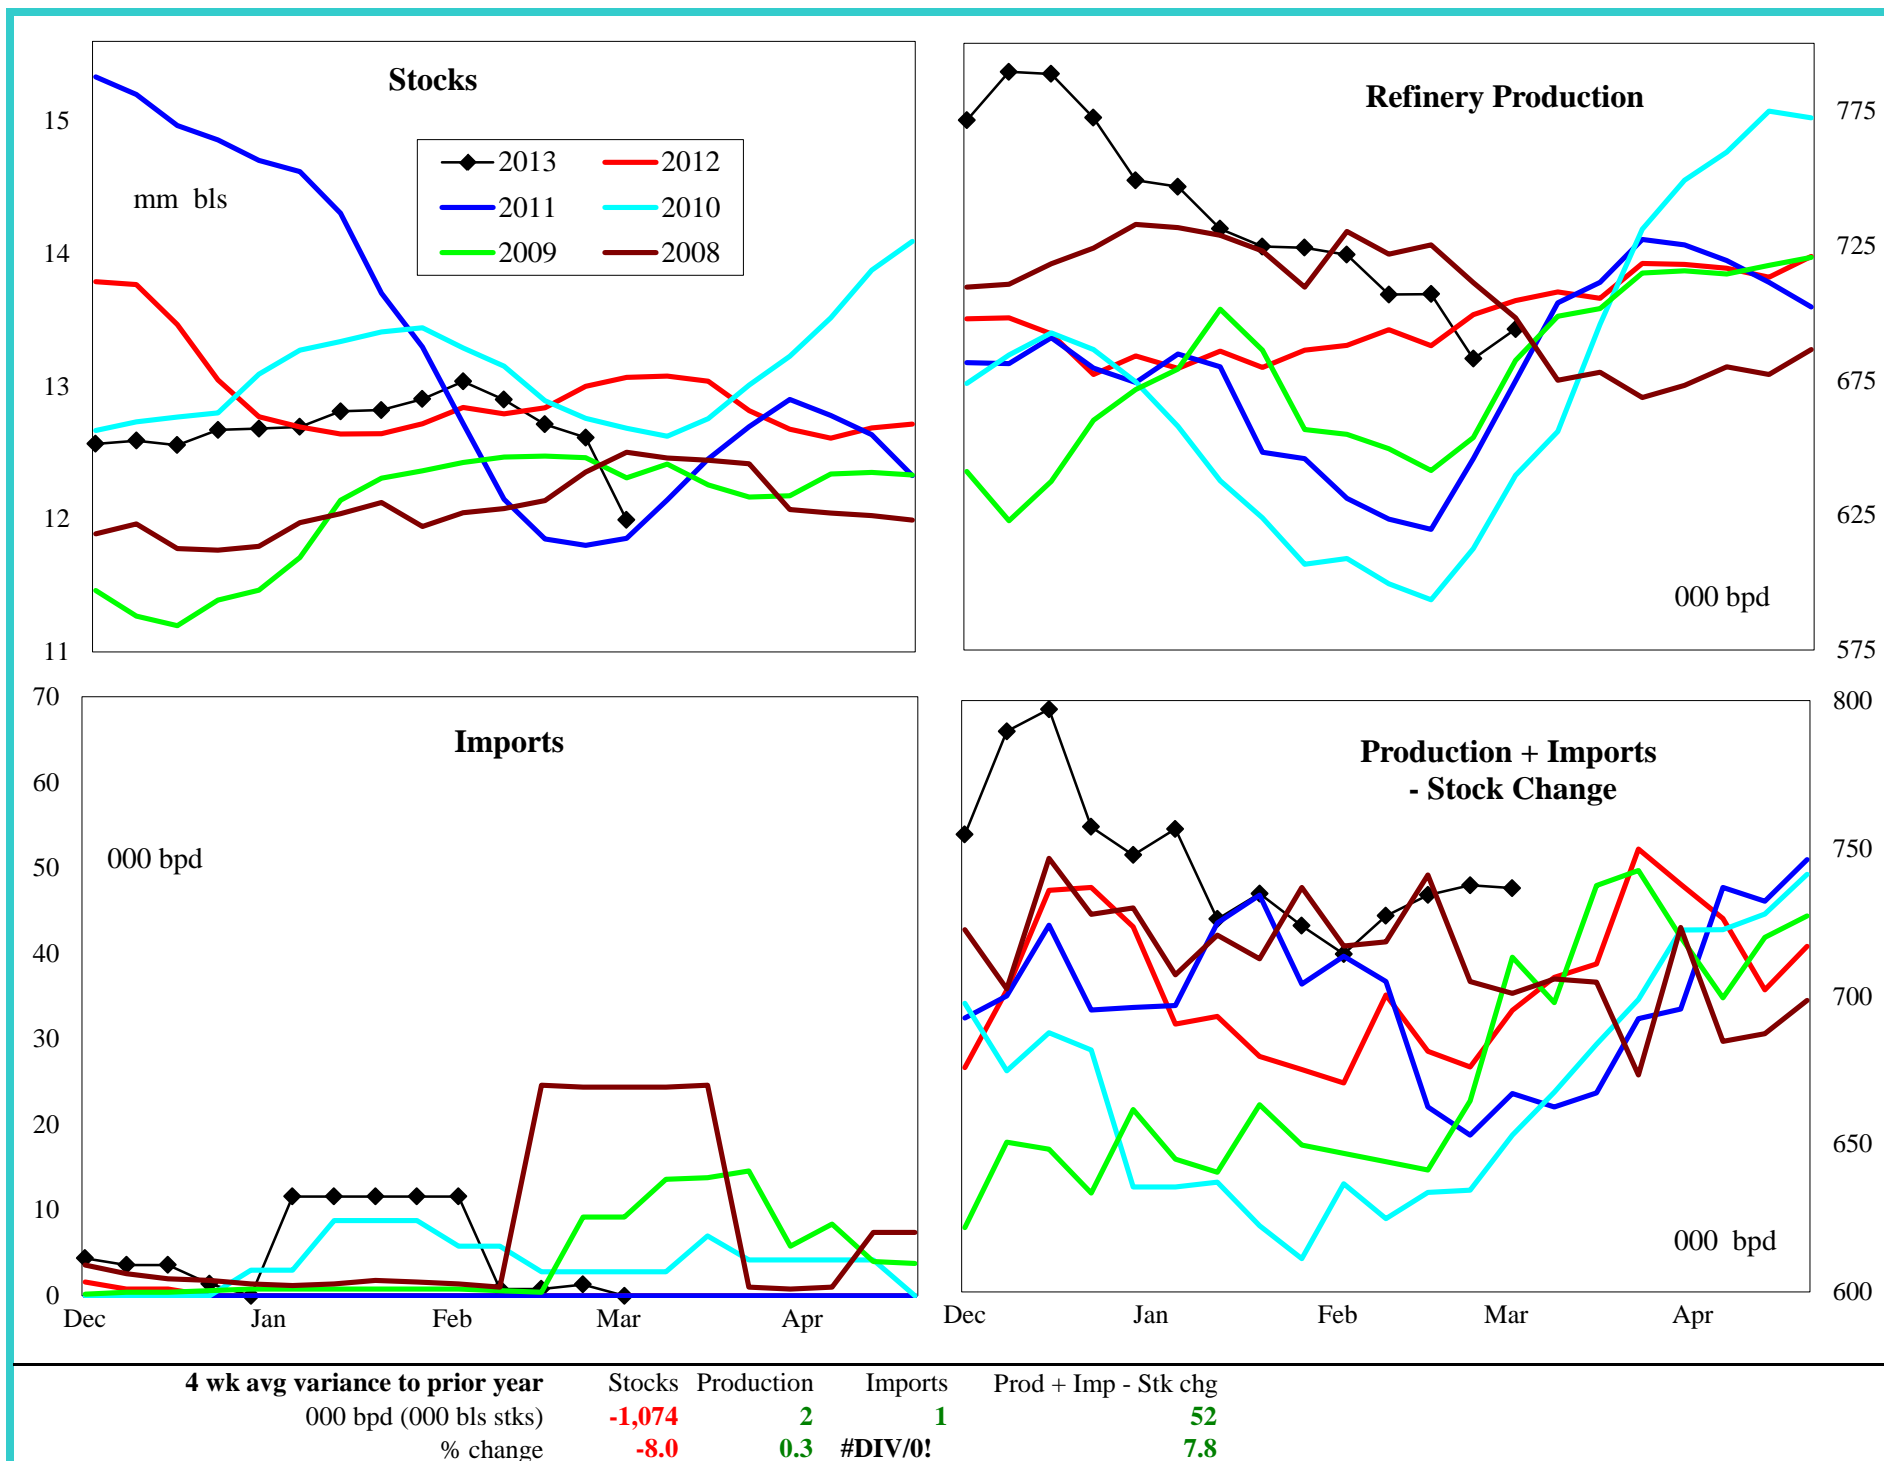 Stocks
15
14
13
12
11
mm bls
2013
2012
2011
2010
2009
2008
Refinery Production
775
725
675
625
575
000 bpd
Imports
70
60
50
40
30
20
10
0
000 bpd
Dec Jan Feb Mar Apr
Production + Imports
- Stock Change
800
750
700
650
600
000 bpd
Dec Jan Feb Mar Apr
4 wk avg variance to prior year Stocks Production Imports Prod + Imp - Stk chg
000 bpd (000 bls stks) -1,074 2 1 52
% change -8.0 0.3 #DIV/0! 7.8